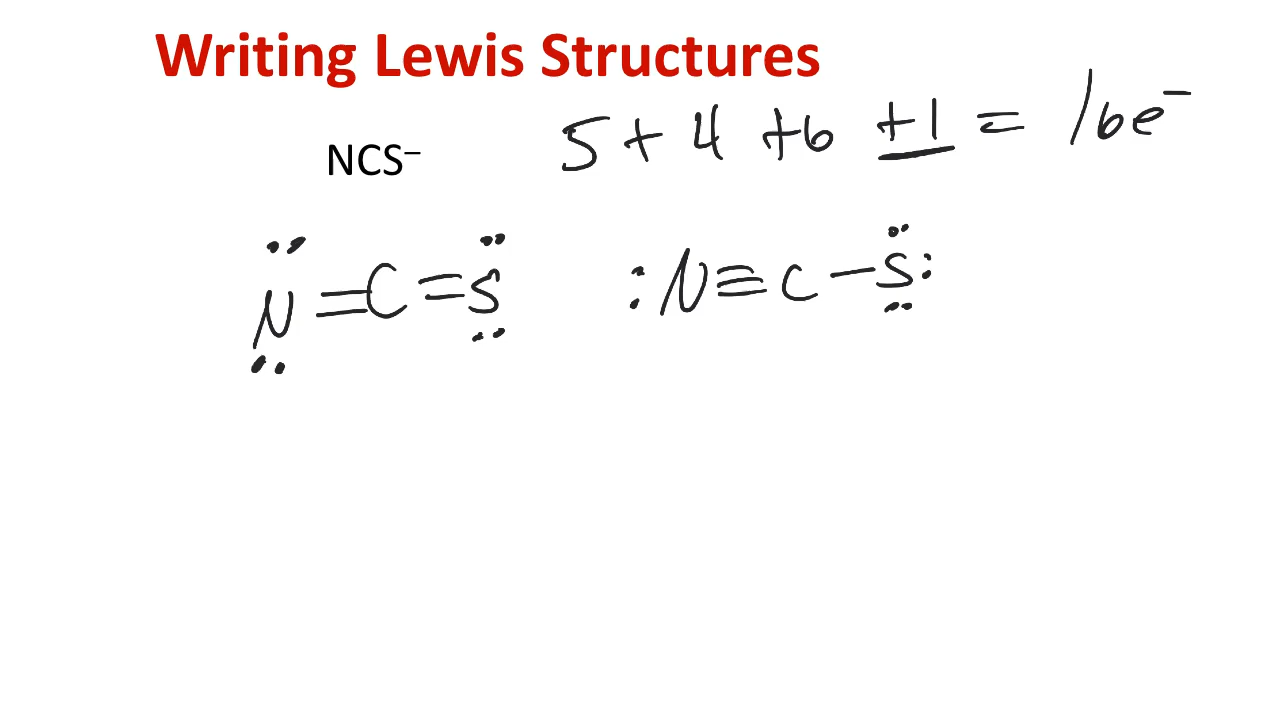 Writing Lewis Structures
5 + 4 + 6 +1 = 16e⁻
NCS⁻
N=C=S :N≡C-S: